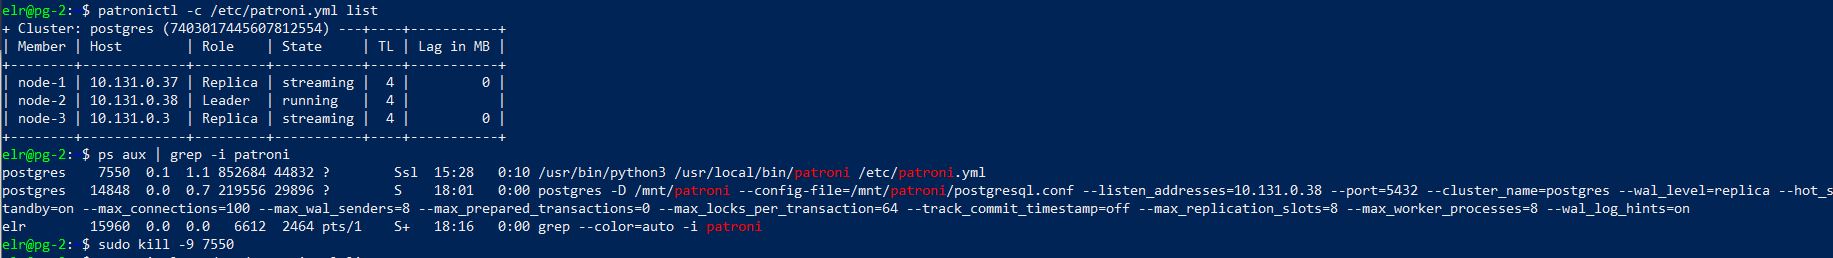 elr@pg-2: $ patronictl -c /etc/patroni.yml list
+ Cluster: postgres (7403017445607812554) ---+----+-----------+
| Member | Host        | Role    | State     | TL | Lag in MB |
+--------+-------------+---------+-----------+----+-----------+
| node-1 | 10.131.0.37 | Replica | streaming |  4 |         0 |
| node-2 | 10.131.0.38 | Leader  | running   |  4 |           |
| node-3 | 10.131.0.3  | Replica | streaming |  4 |         0 |
+--------+-------------+---------+-----------+----+-----------+
elr@pg-2: $ ps aux | grep -i patroni
postgres    7550  0.1  1.1 852684 44832 ?        Ssl  15:28   0:10 /usr/bin/python3 /usr/local/bin/patroni /etc/patroni.yml
postgres   14848  0.0  0.7 219556 29896 ?        S    18:01   0:00 postgres -D /mnt/patroni --config-file=/mnt/patroni/postgresql.conf --listen_addresses=10.131.0.38 --port=5432 --cluster_name=postgres --wal_level=replica --hot_s
tandby=on --max_connections=100 --max_wal_senders=8 --max_prepared_transactions=0 --max_locks_per_transaction=64 --track_commit_timestamp=off --max_replication_slots=8 --max_worker_processes=8 --wal_log_hints=on
elr        15960  0.0  0.0   6612  2464 pts/1    S+   18:16   0:00 grep --color=auto -i patroni
elr@pg-2: $ sudo kill -9 7550